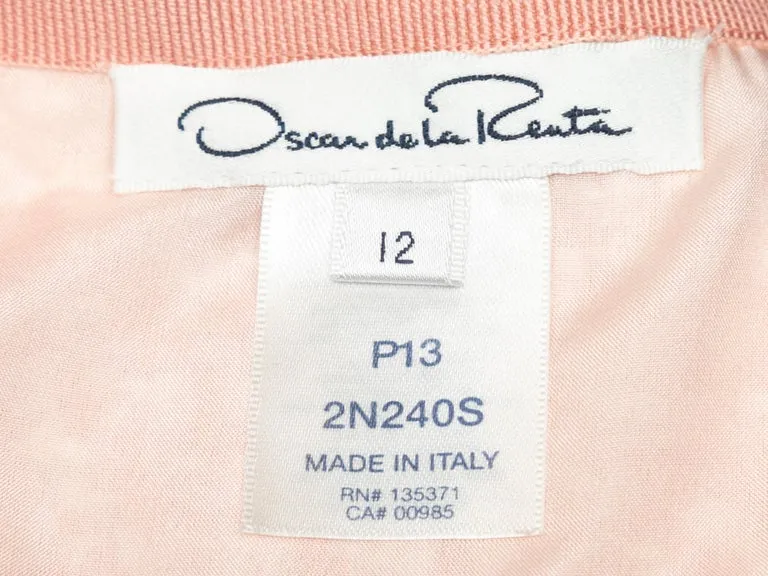 Oscar de la Renta
12
P13
2N240S
MADE IN ITALY
RN# 135371
CA# 00985